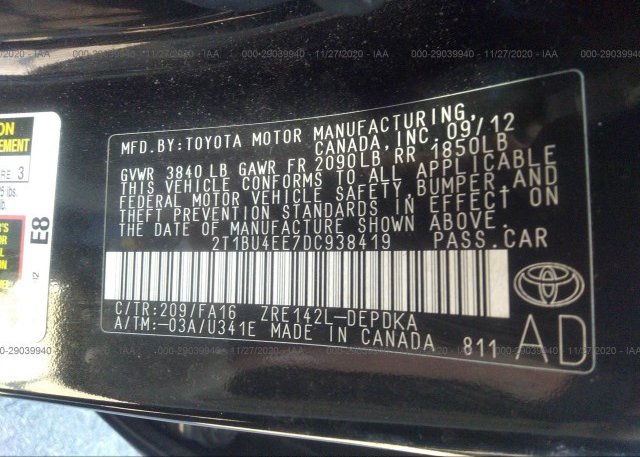 000-29039940 - 11/27/2020 - IAA
MFD.BY:TOYOTA MOTOR MANUFACTURING,
CANADA,INC. 09/12
GVWR 3840 LB GAWR FR 2090LB RR 1850LB
THIS VEHICLE CONFORMS TO ALL APPLICABLE
FEDERAL MOTOR VEHICLE SAFETY, BUMPER, AND
THEFT PREVENTION STANDARDS IN EFFECT ON
THE DATE OF MANUFACTURE SHOWN ABOVE.
2T1BU4EE7DC938419 PASS.CAR
C/TR:209/FA16 ZRE142L-DEPDKA
A/TM:-03A/U341E MADE IN CANADA 811
AD
E8